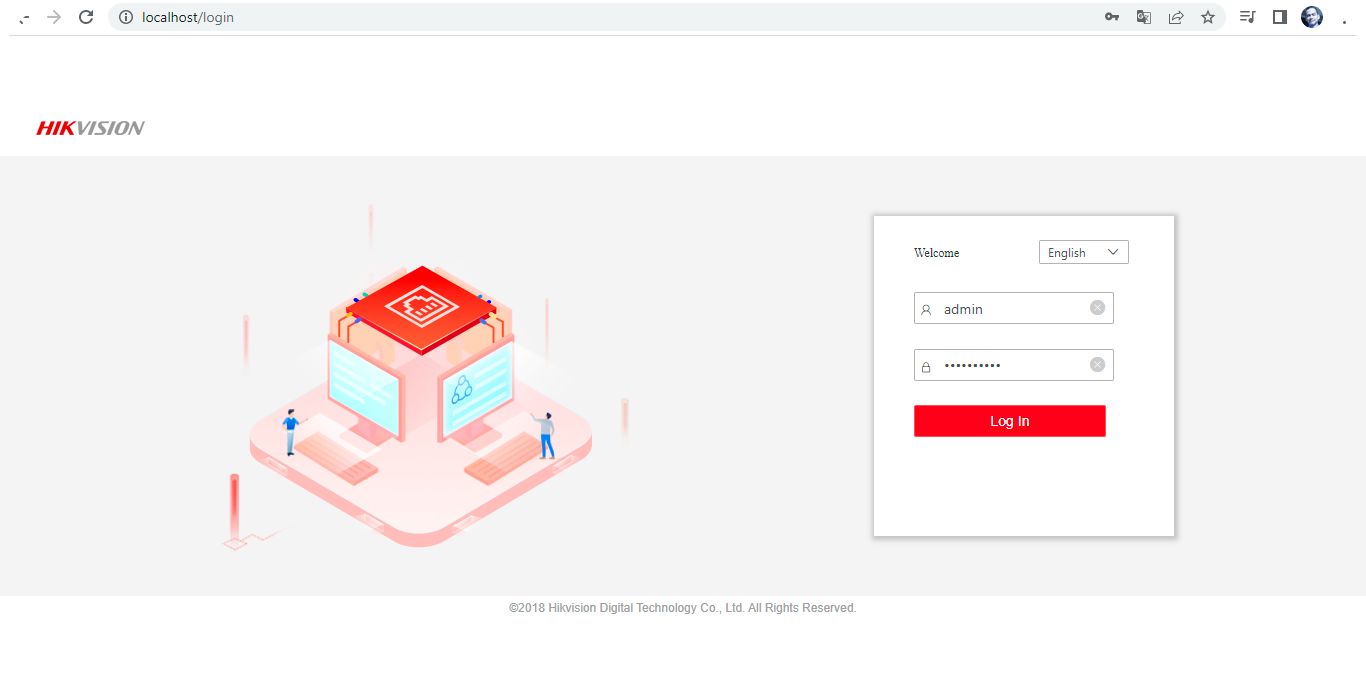 localhost/login
HIKVISION
Welcome
English
admin
••••••••••
Log In
©2018 Hikvision Digital Technology Co., Ltd. All Rights Reserved.